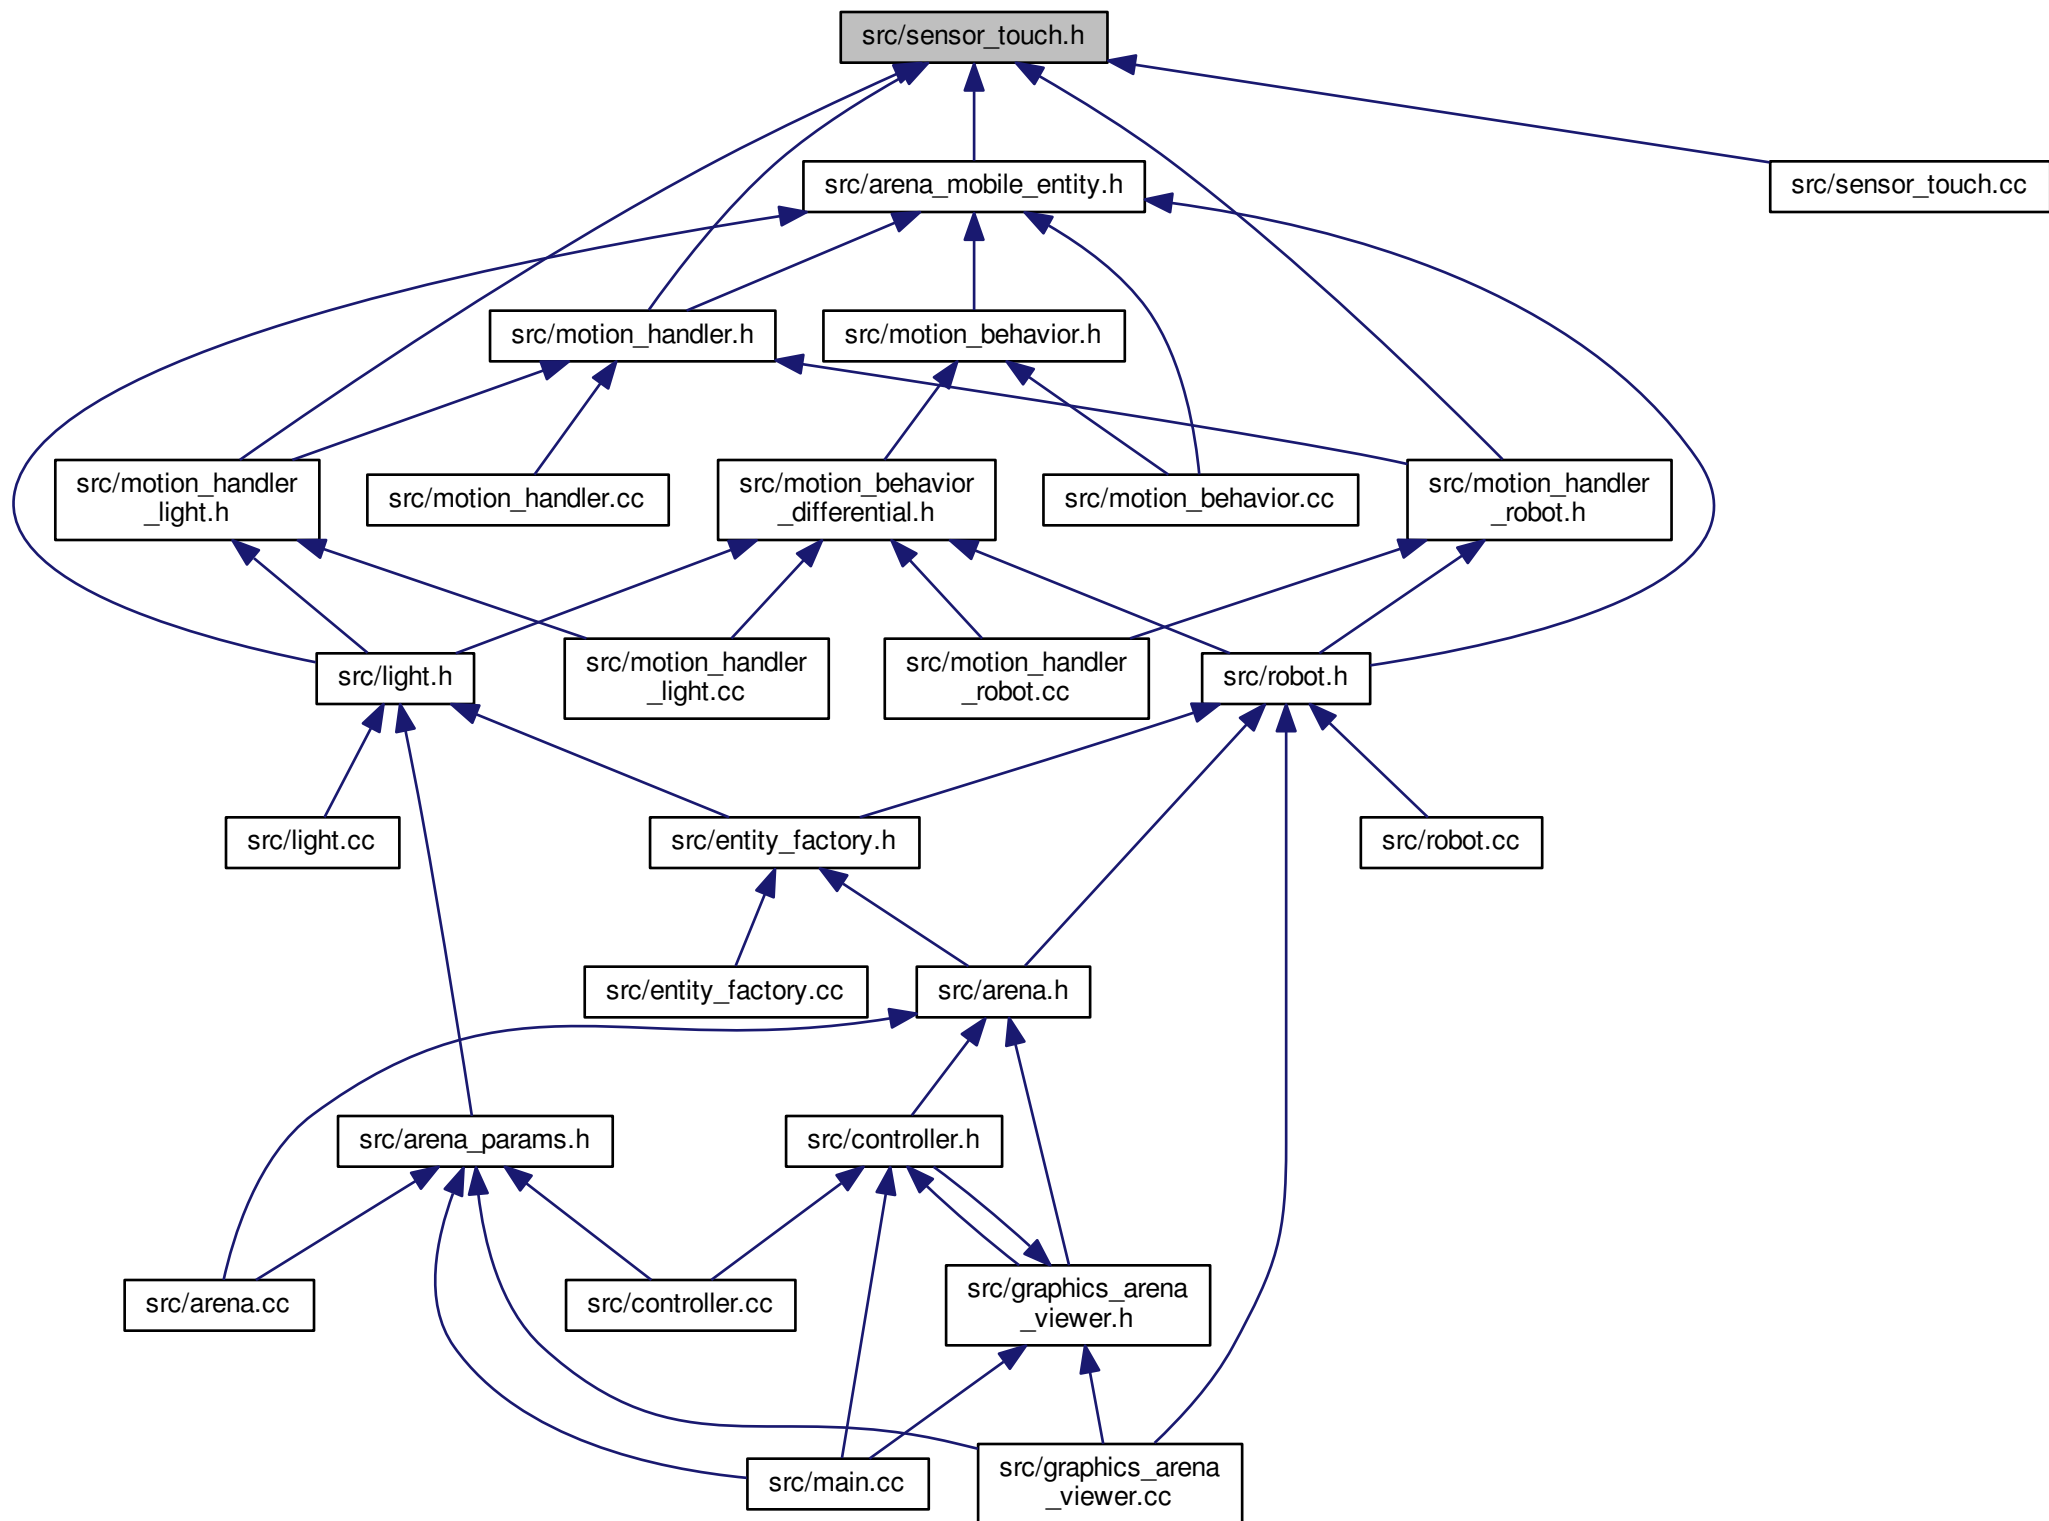 src/sensor_touch.h
src/arena_mobile_entity.h
src/sensor_touch.cc
src/motion_handler.h
src/motion_behavior.h
src/motion_handler
_light.h
src/motion_handler.cc
src/motion_behavior
_differential.h
src/motion_behavior.cc
src/motion_handler
_robot.h
src/light.h
src/motion_handler
_light.cc
src/motion_handler
_robot.cc
src/robot.h
src/light.cc
src/entity_factory.h
src/robot.cc
src/entity_factory.cc
src/arena.h
src/arena_params.h
src/controller.h
src/arena.cc
src/controller.cc
src/graphics_arena
_viewer.h
src/main.cc
src/graphics_arena
_viewer.cc